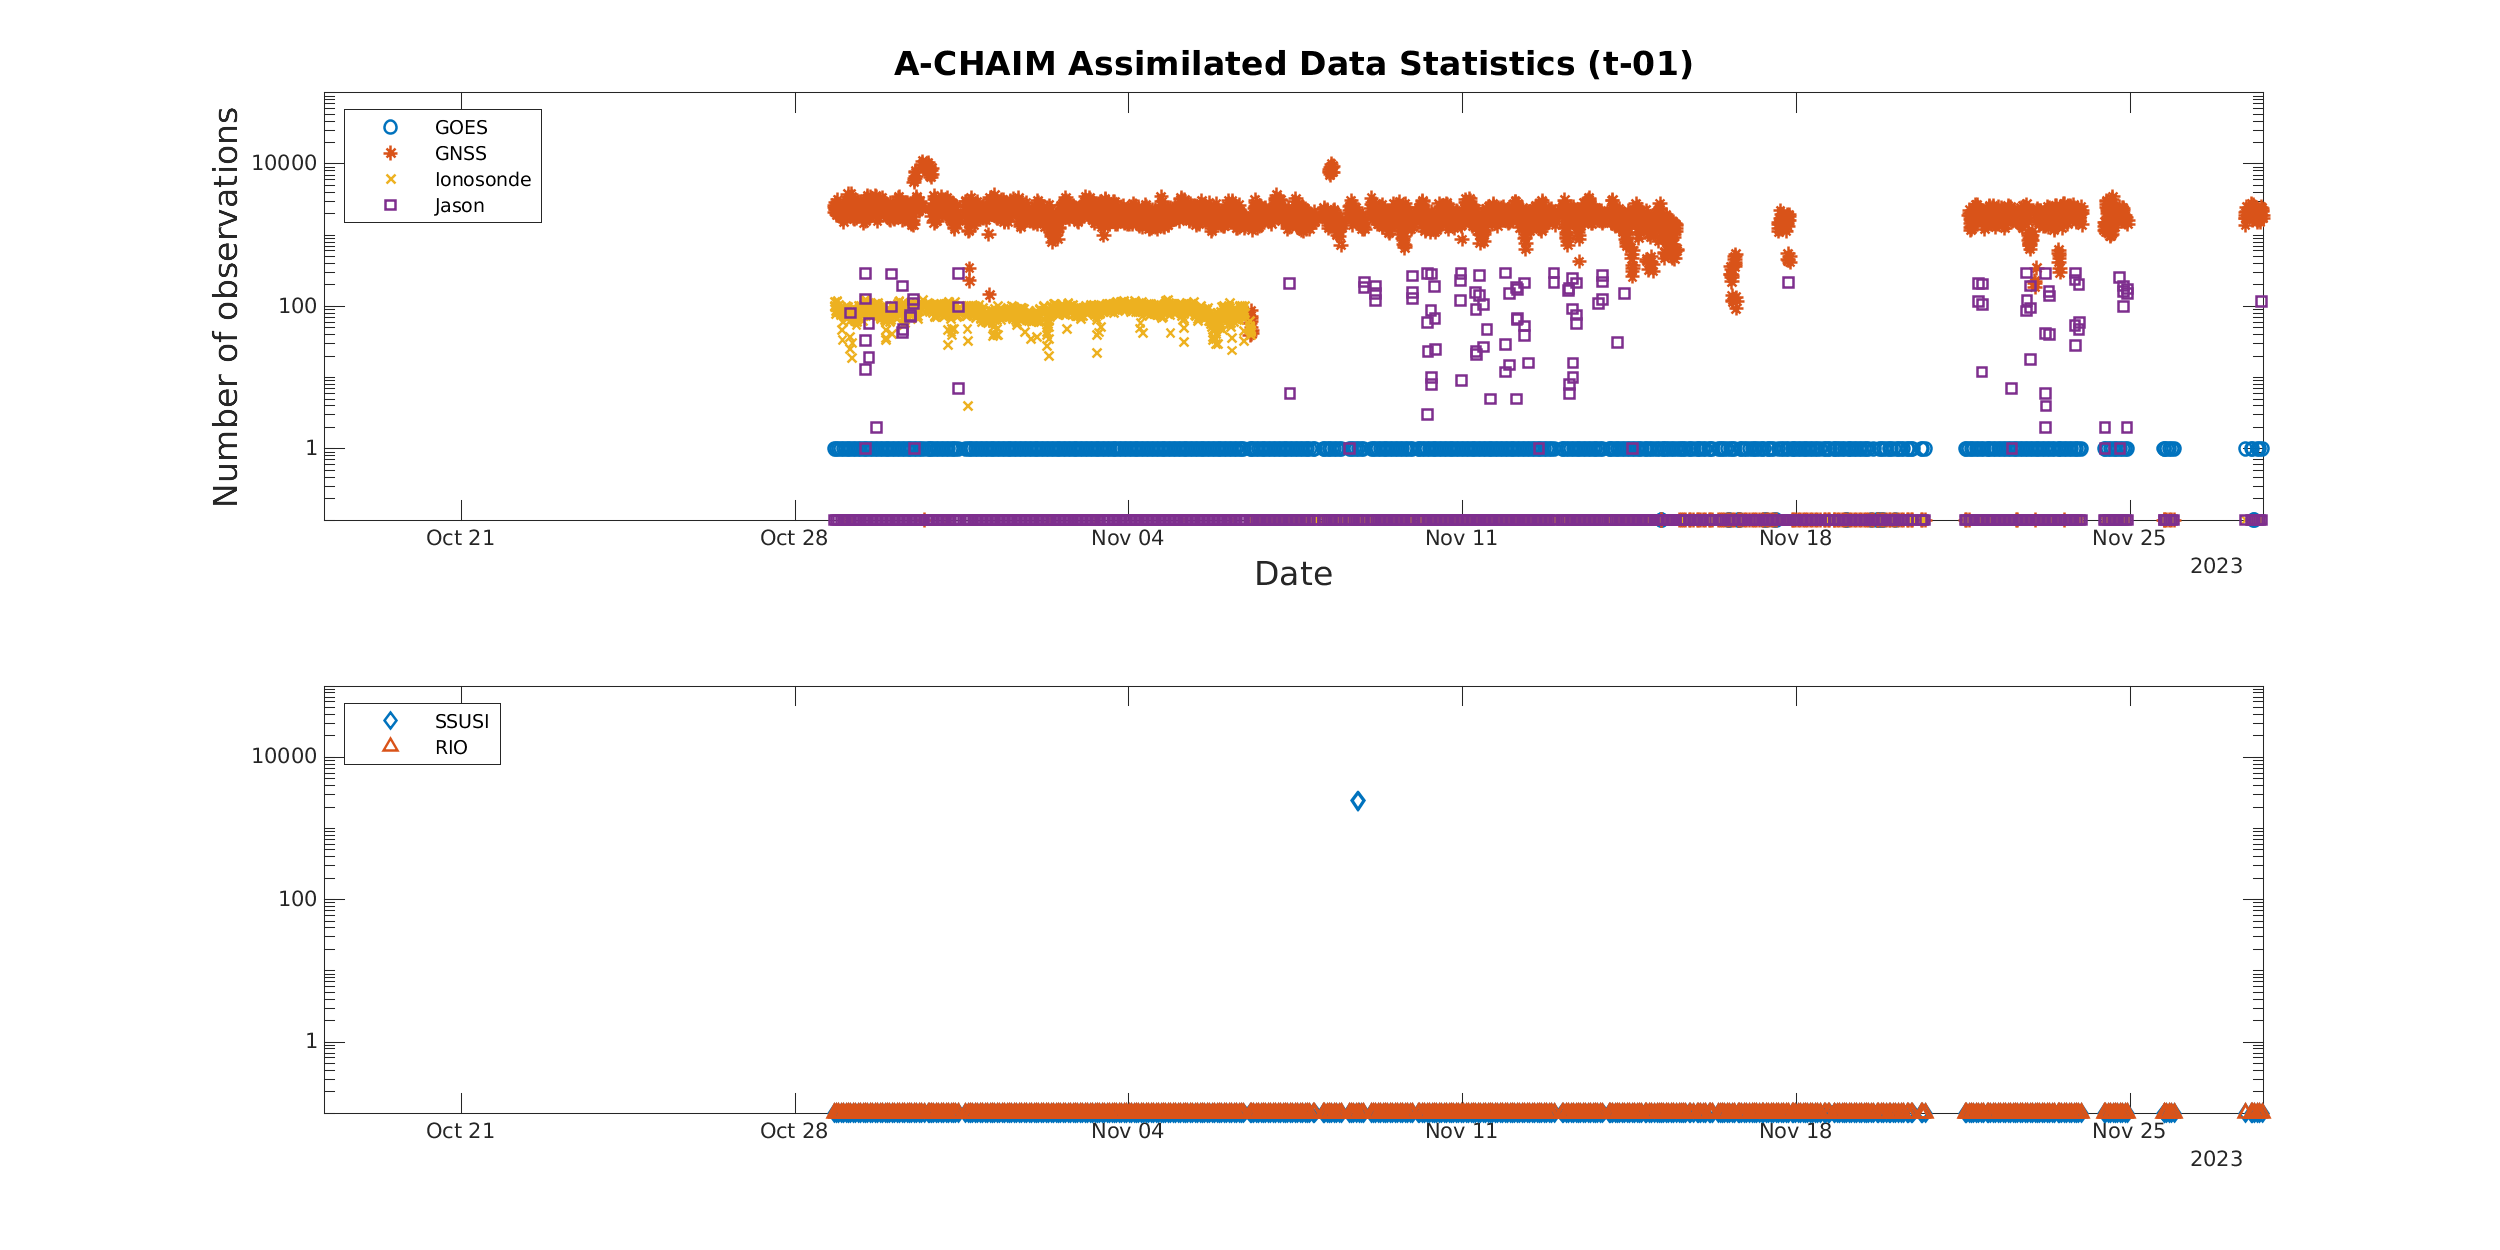 A-CHAIM Assimilated Data Statistics (t-01)
Number of observations
10000
100
1
GOES
GNSS
Ionosonde
Jason
Oct 21
Oct 28
Nov 04
Nov 11
Nov 18
Nov 25
2023
Date
10000
100
1
SSUSI
RIO
Oct 21
Oct 28
Nov 04
Nov 11
Nov 18
Nov 25
2023